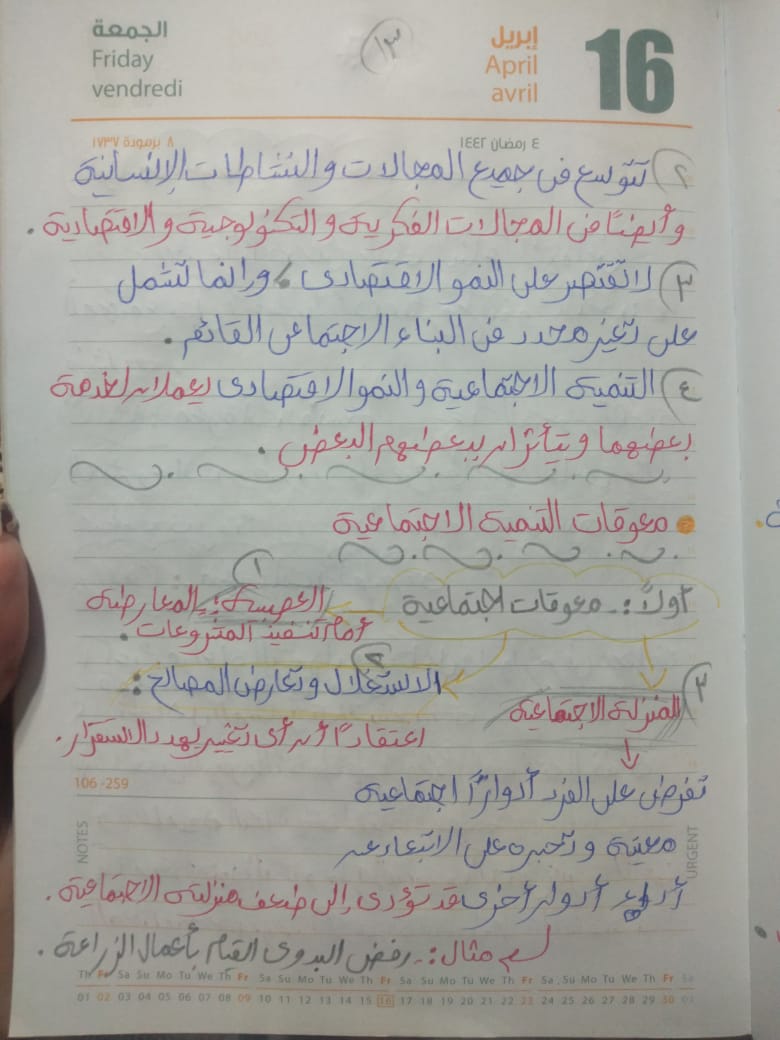 الجمعة
Friday
vendredi
١٣
إبريل
April
avril
16
٨ برمودة ١٧٣٧
٤ رمضان ١٤٤٢
٢) تتوسع فى جميع المجالات والنشاطات الإنسانية
وأيضًا فى المجالات الفكرية والتكنولوجية والاقتصادية .
٣) لا تقتصر على النمو الاقتصادى ، وإنما تشمل
على تغير محدد فى البناء الاجتماعى القائم .
٤) التنمية الاجتماعية والنمو الاقتصادى يعملان لخدمة
بعضهما ويتأثران ببعضهم البعض .
معوقات التنمية الاجتماعية
أولاً :- معوقات اجتماعية
١
العصبية :- المعارضة
أمام تنفيذ المشروعات .
٢
الاستغلال وتعارض المصالح :-
اعتقادًا أن أى تغيير يهدد الاستقرار .
٣
المنزلة الاجتماعية
تفرض على الفرد أدوارًا اجتماعية
106-259
معينة وتجبره على الابتعاد عن
NOTES
URGENT
أدوار أخرى قد تؤدى إلى ضعف منزلته الاجتماعية .
مثال :- رفض البدوى القيام بأعمال الزراعة .
Th Fr Sa Su Mo Tu We Th Fr Sa Su Mo Tu We Th Fr Sa Su Mo Tu We Th Fr Sa Su Mo Tu We Th Fr Sa
01 02 03 04 05 06 07 08 09 10 11 12 13 14 15 16 17 18 19 20 21 22 23 24 25 26 27 28 29 30 01